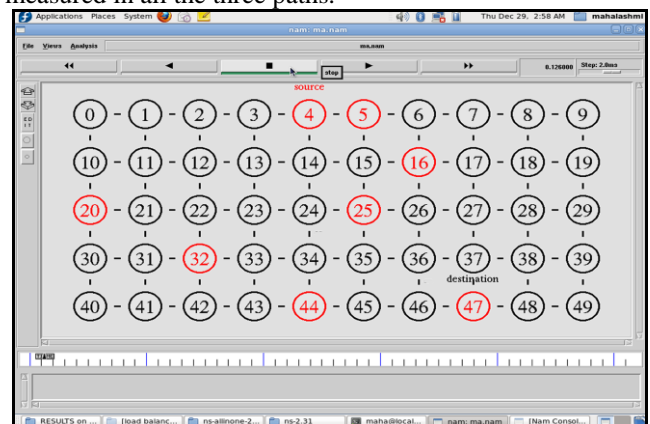 measured in all the three paths.
Applications Places System Thu Dec 29, 2:58 AM mahalashmi
nam: ma.nam
File Views Analysis ma.nam
stop 0.126000 Step: 2.0ms
source
0 - 1 - 2 - 3 - 4 - 5 - 6 - 7 - 8 - 9
10 - 11 - 12 - 13 - 14 - 15 - 16 - 17 - 18 - 19
20 - 21 - 22 - 23 - 24 - 25 - 26 - 27 - 28 - 29
30 - 31 - 32 - 33 - 34 - 35 - 36 - 37 - 38 - 39
destination
40 - 41 - 42 - 43 - 44 - 45 - 46 - 47 - 48 - 49
RESULTS on ... [load balanc... ns-allinone-2... ns-2.31 maha@local... nam: ma.nam [Nam Consol...